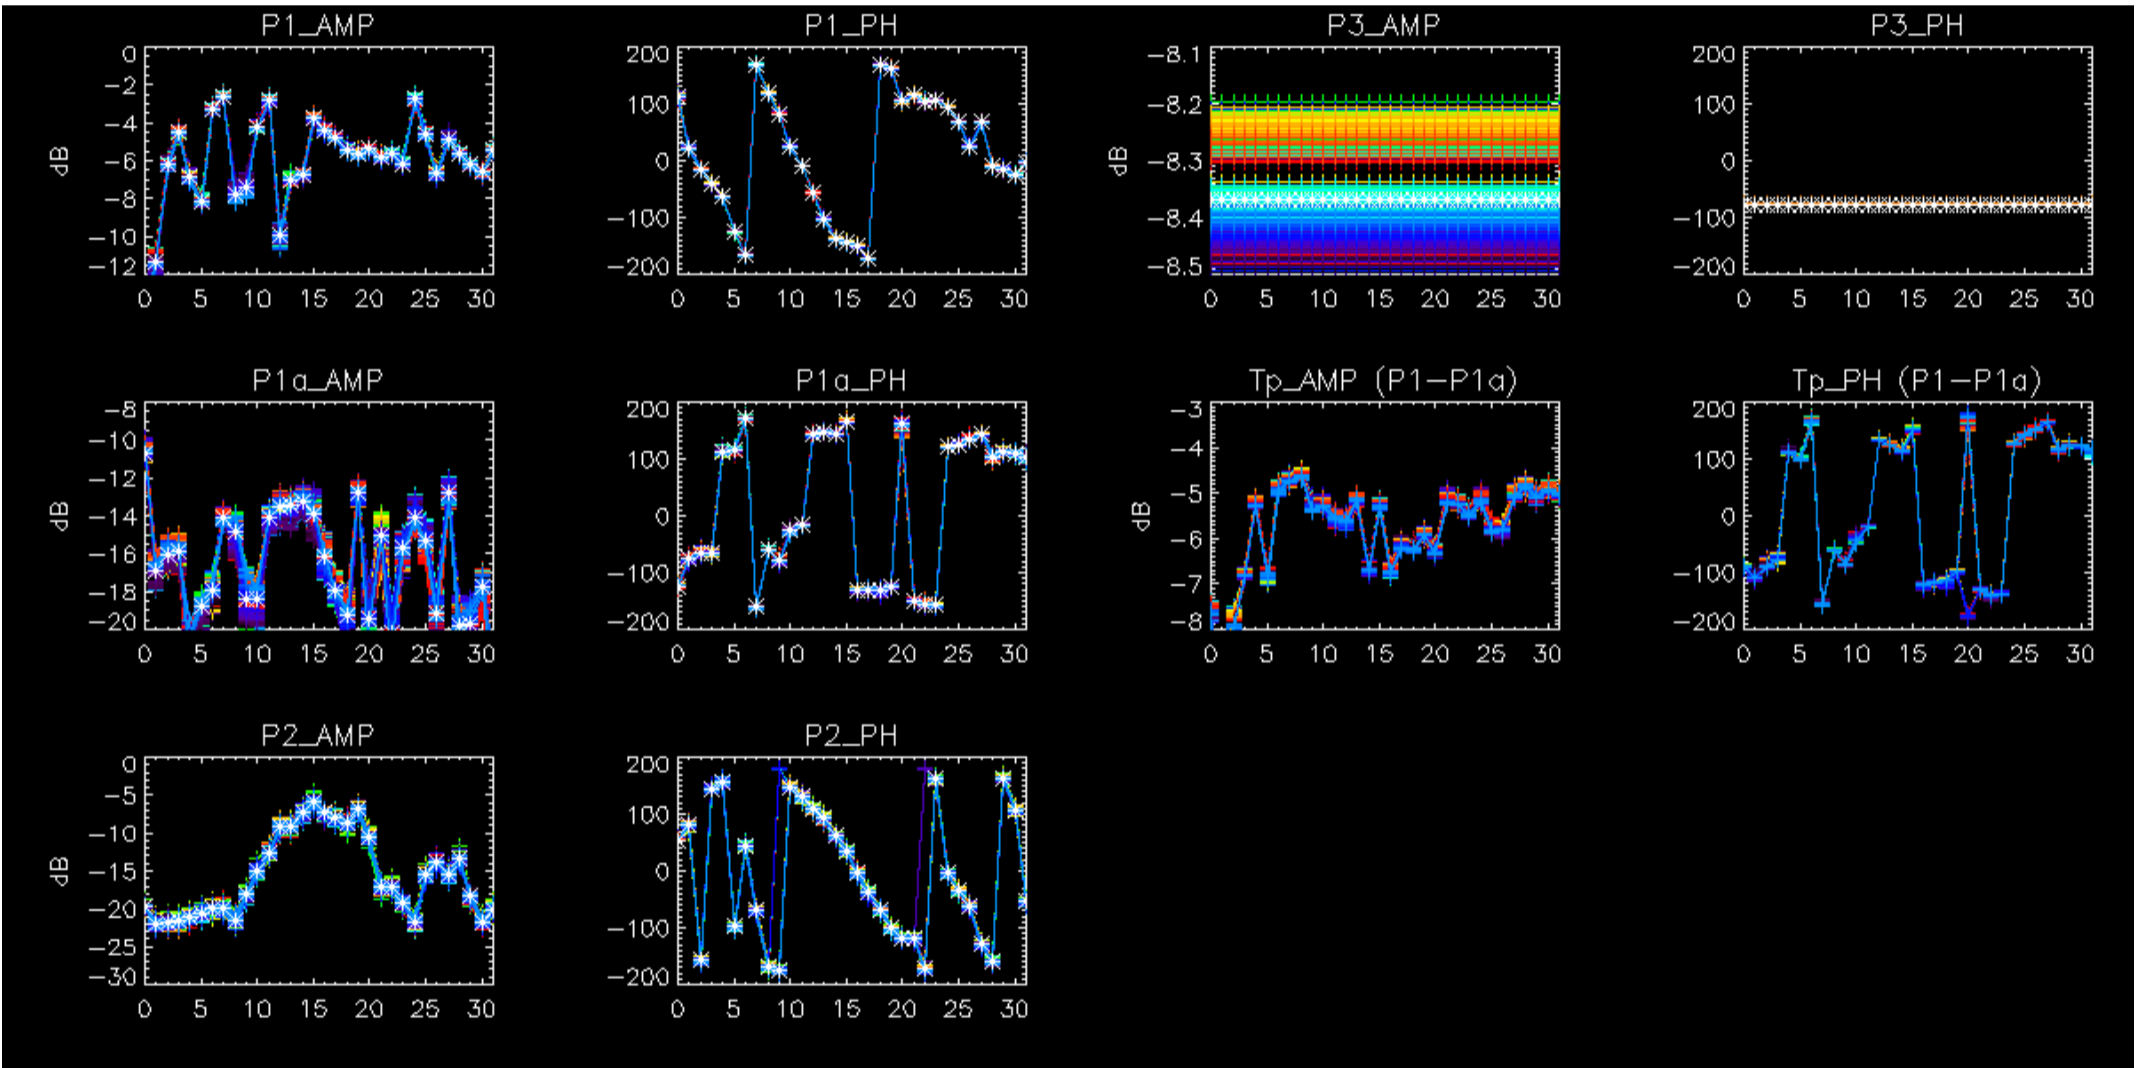 P1_AMP
P1_PH
P3_AMP
P3_PH
dB
0
-2
-4
-6
-8
-10
-12
0 5 10 15 20 25 30
200
100
0
-100
-200
0 5 10 15 20 25 30
dB
-8.1
-8.2
-8.3
-8.4
-8.5
0 5 10 15 20 25 30
200
100
0
-100
-200
0 5 10 15 20 25 30
P1a_AMP
P1a_PH
Tp_AMP (P1-P1a)
Tp_PH (P1-P1a)
dB
-8
-10
-12
-14
-16
-18
-20
0 5 10 15 20 25 30
200
100
0
-100
-200
0 5 10 15 20 25 30
dB
-3
-4
-5
-6
-7
-8
0 5 10 15 20 25 30
200
100
0
-100
-200
0 5 10 15 20 25 30
P2_AMP
P2_PH
dB
0
-5
-10
-15
-20
-25
-30
0 5 10 15 20 25 30
200
100
0
-100
-200
0 5 10 15 20 25 30